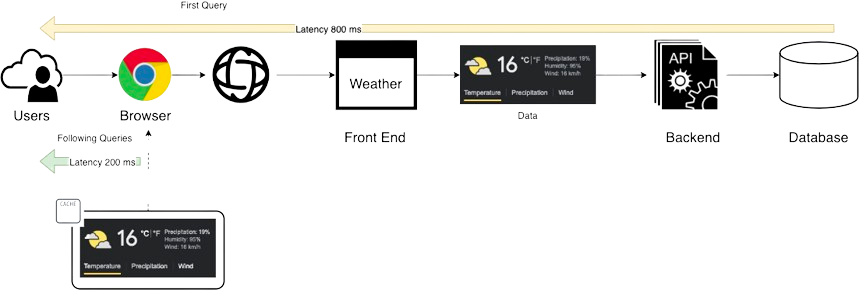 First Query
Latency 800 ms
Users
Browser
Weather
Front End
16 °C|°F
Precipitation: 19%
Humidity: 95%
Wind: 16 km/h
Temperature Precipitation Wind
Data
API
Backend
Database
Following Queries
Latency 200 ms
CACHE
16 °C|°F
Precipitation: 19%
Humidity: 95%
Wind: 16 km/h
Temperature Precipitation Wind